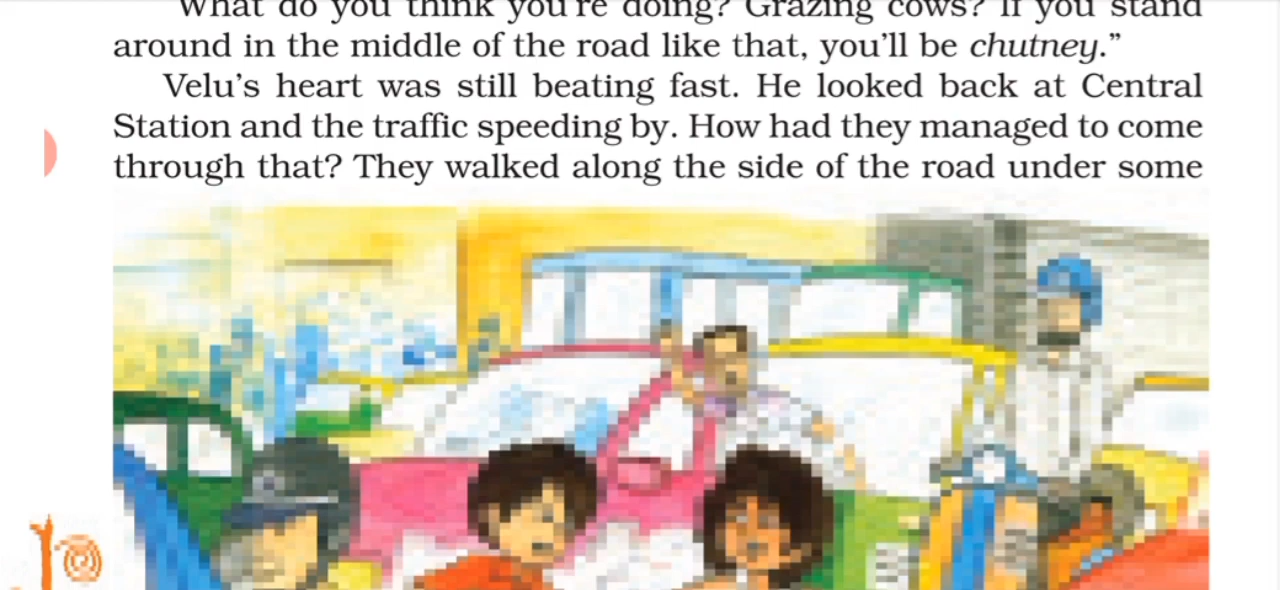 “What do you think you’re doing? Grazing cows? If you stand
around in the middle of the road like that, you’ll be chutney.”
Velu’s heart was still beating fast. He looked back at Central
Station and the traffic speeding by. How had they managed to come
through that? They walked along the side of the road under some